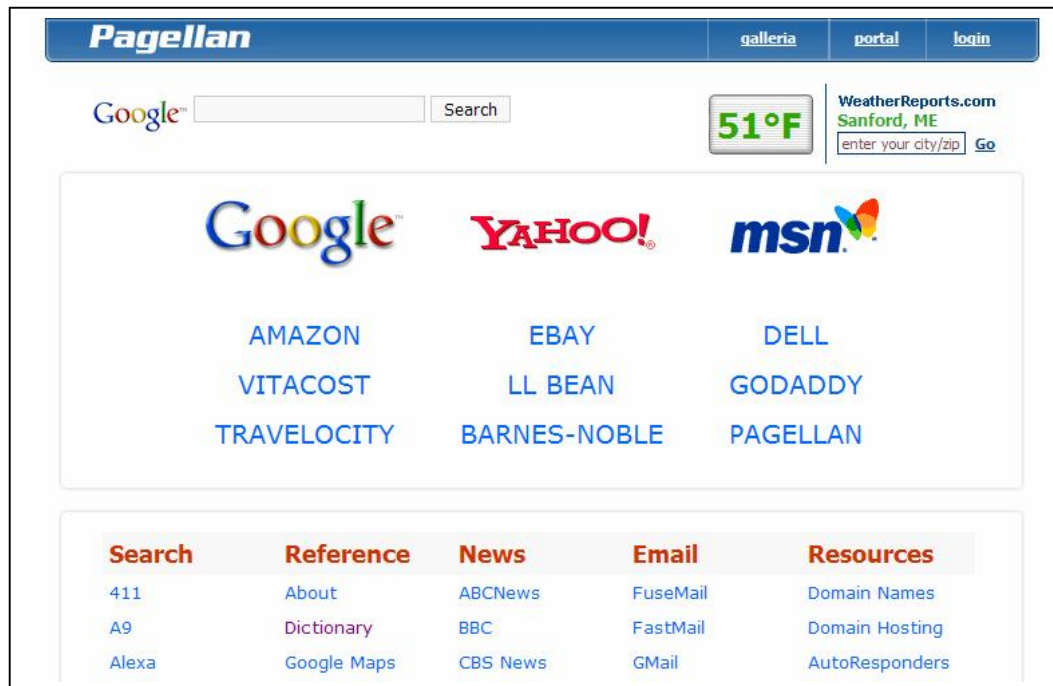 Pagellan galleria portal login
Google™ Search 51°F WeatherReports.com
Sanford, ME
enter your city/zip Go
Google™ YAHOO!® msn
AMAZON EBAY DELL
VITACOST LL BEAN GODADDY
TRAVELOCITY BARNES-NOBLE PAGELLAN
Search Reference News Email Resources
411 About ABCNews FuseMail Domain Names
A9 Dictionary BBC FastMail Domain Hosting
Alexa Google Maps CBS News GMail AutoResponders